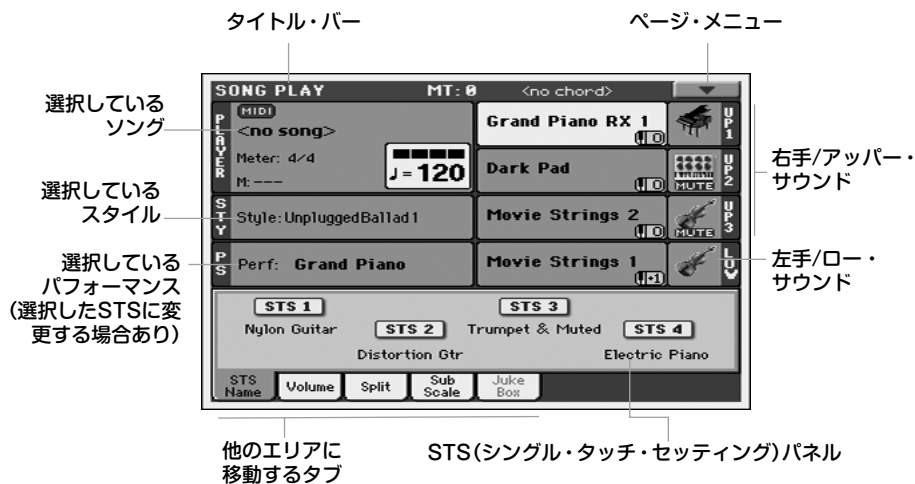 タイトル・バー
ページ・メニュー
SONG PLAY MT: 0 <no chord>
選択している
ソング
PLAYER
MIDI
<no song>
Meter: 4/4
M: ---
♩= 120
Grand Piano RX 1
0
UP1
Dark Pad
0
MUTE
UP2
右手/アッパー・
サウンド
選択している
スタイル
STY
Style: UnpluggedBallad1
Movie Strings 2
0
MUTE
UP3
選択している
パフォーマンス
(選択したSTSに変
更する場合あり)
PS
Perf: Grand Piano
Movie Strings 1
+1
LOW
左手/ロー・
サウンド
STS 1
Nylon Guitar
STS 2
Distortion Gtr
STS 3
Trumpet & Muted
STS 4
Electric Piano
STS
Name
Volume
Split
Sub
Scale
Juke
Box
他のエリアに
移動するタブ
STS(シングル・タッチ・セッティング)パネル